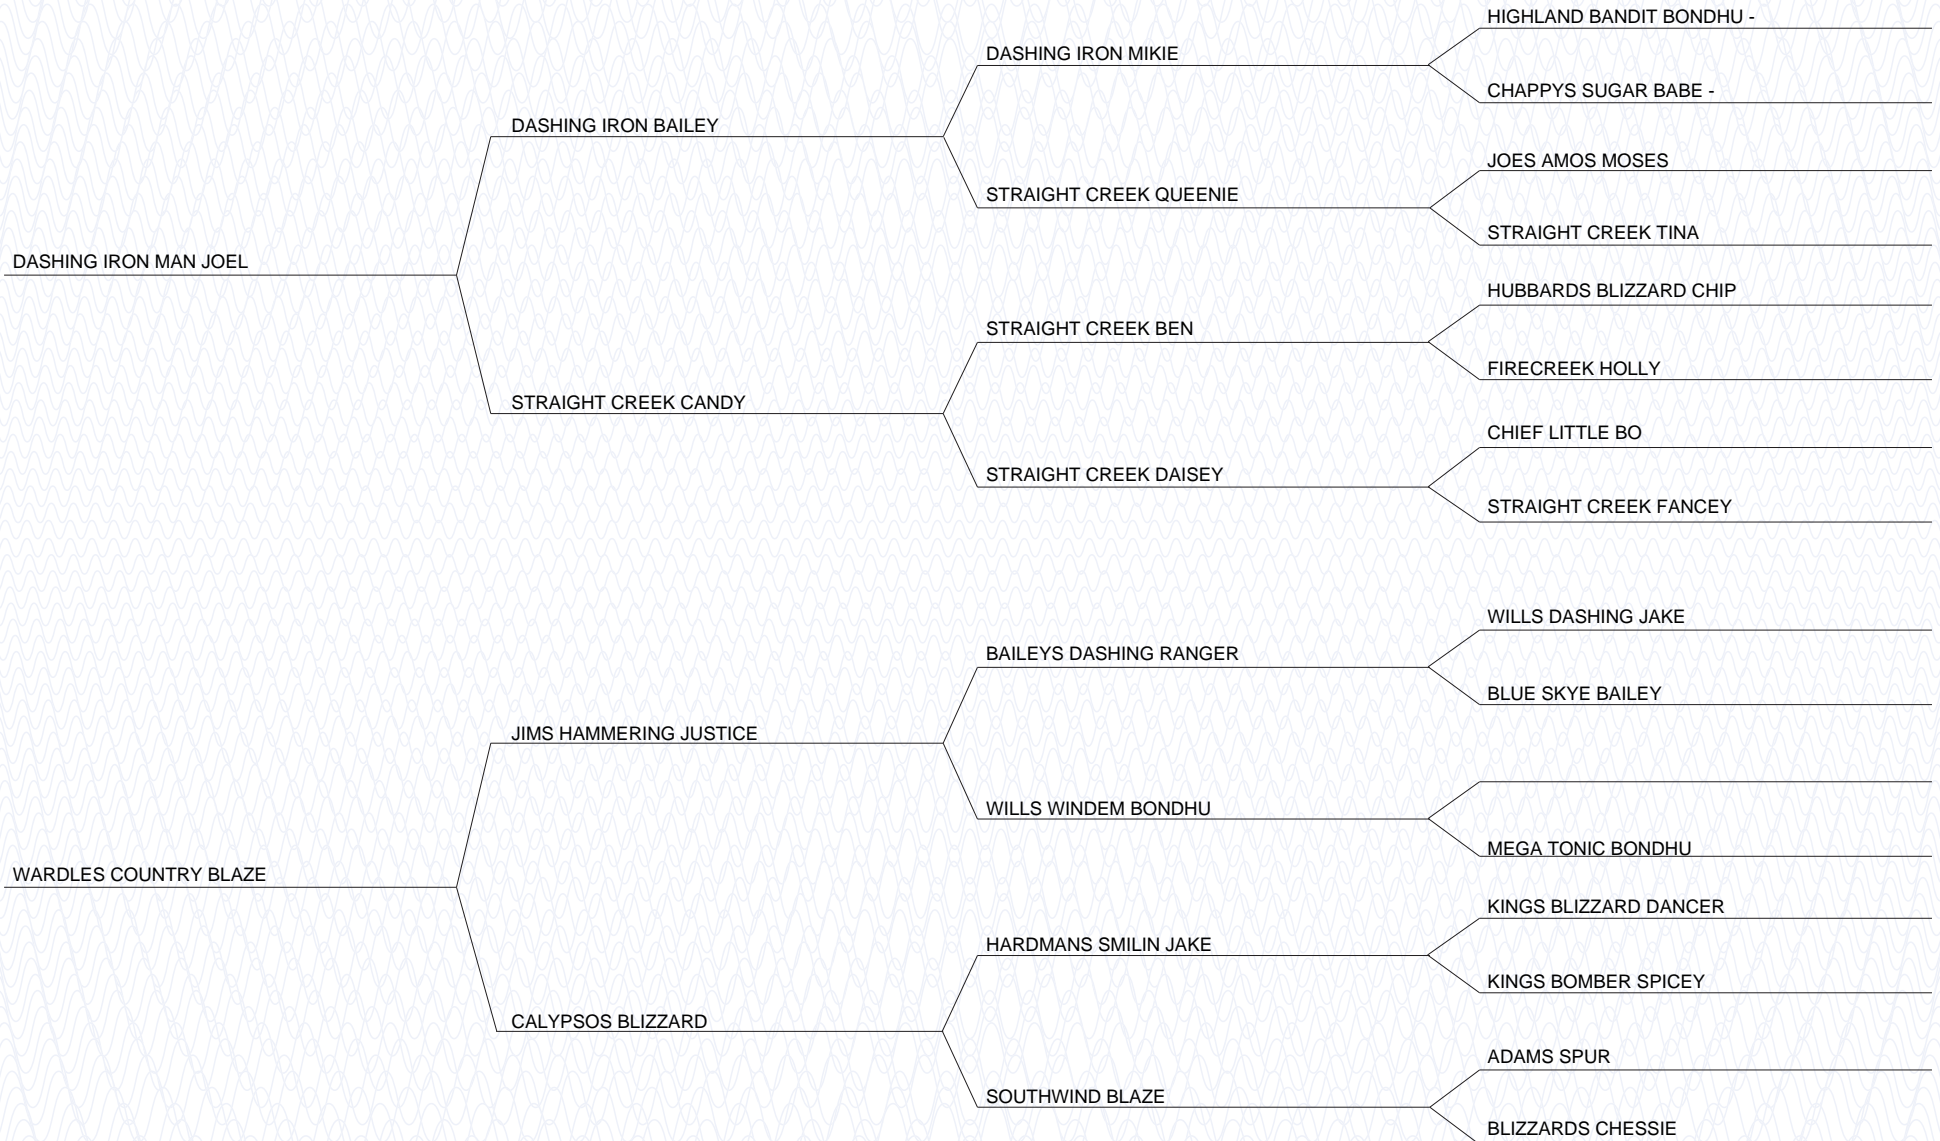 HIGHLAND BANDIT BONDHU -
DASHING IRON MIKIE
CHAPPYS SUGAR BABE -
DASHING IRON BAILEY
JOES AMOS MOSES
STRAIGHT CREEK QUEENIE
STRAIGHT CREEK TINA
DASHING IRON MAN JOEL
HUBBARDS BLIZZARD CHIP
STRAIGHT CREEK BEN
FIRECREEK HOLLY
STRAIGHT CREEK CANDY
CHIEF LITTLE BO
STRAIGHT CREEK DAISEY
STRAIGHT CREEK FANCEY
WILLS DASHING JAKE
BAILEYS DASHING RANGER
BLUE SKYE BAILEY
JIMS HAMMERING JUSTICE
WILLS WINDEM BONDHU
MEGA TONIC BONDHU
WARDLES COUNTRY BLAZE
KINGS BLIZZARD DANCER
HARDMANS SMILIN JAKE
KINGS BOMBER SPICEY
CALYPSOS BLIZZARD
ADAMS SPUR
SOUTHWIND BLAZE
BLIZZARDS CHESSIE